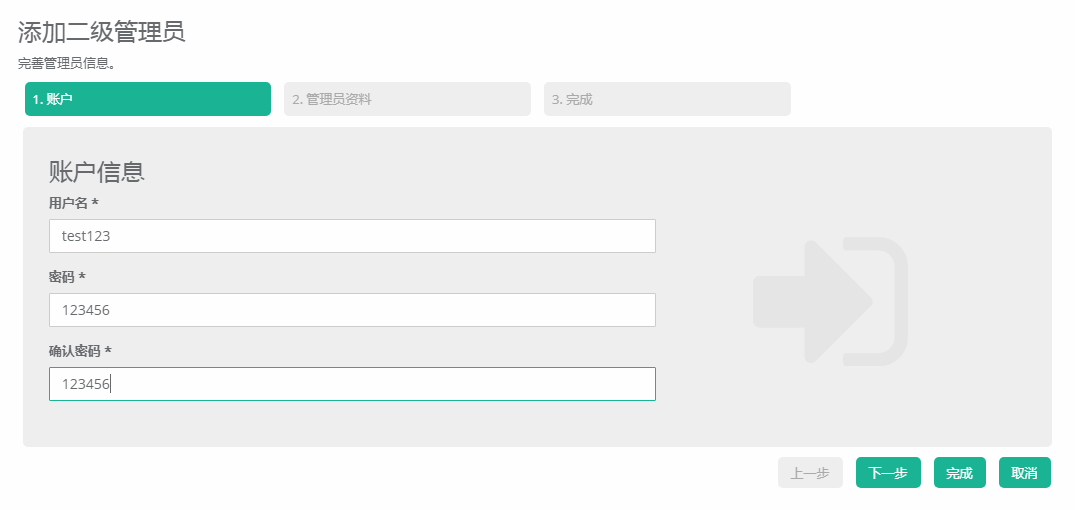 添加二级管理员
完善管理员信息。
1. 账户 2. 管理员资料 3. 完成
账户信息
用户名 *
test123
密码 *
123456
确认密码 *
123456
上一步 下一步 完成 取消